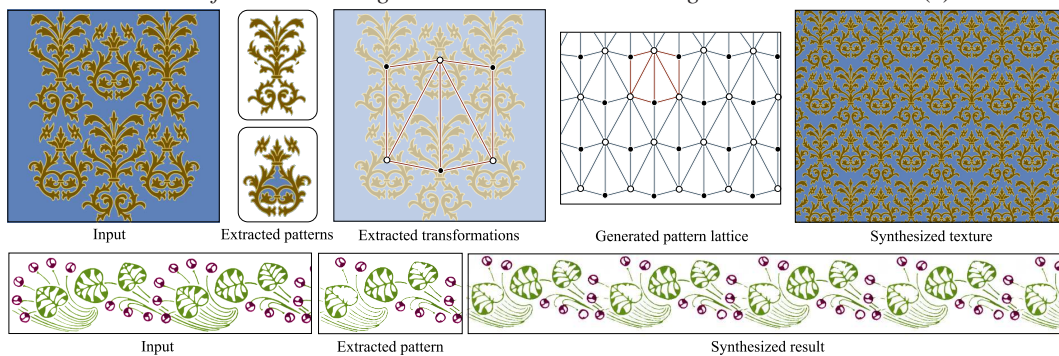 Input
Extracted patterns
Extracted transformations
Generated pattern lattice
Synthesized texture
Input
Extracted pattern
Synthesized result